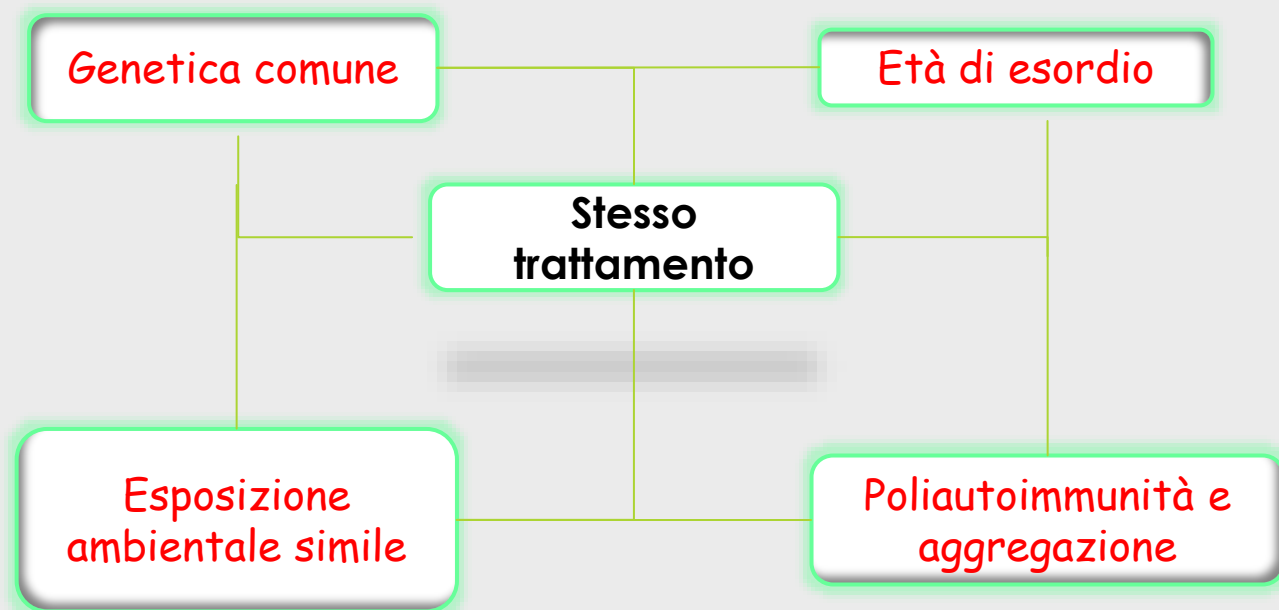 Genetica comune
Età di esordio
Stesso
trattamento
Esposizione
ambientale simile
Poliautoimmunità e
aggregazione